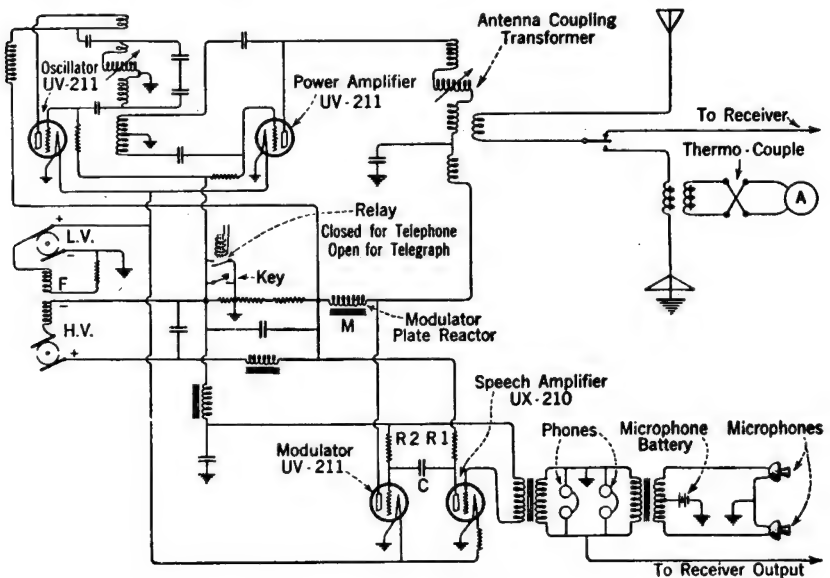 Antenna Coupling
Transformer
Oscillator
UV-211
Power Amplifier
UV-211
To Receiver
Thermo-Couple
A
Relay
Closed for Telephone
Open for Telegraph
Key
+
L.V.
-
F
-
H.V.
+
M
Modulator
Plate Reactor
Speech Amplifier
UX-210
R2 R1
C
Modulator
UV-211
Phones
Microphone
Battery
Microphones
To Receiver Output